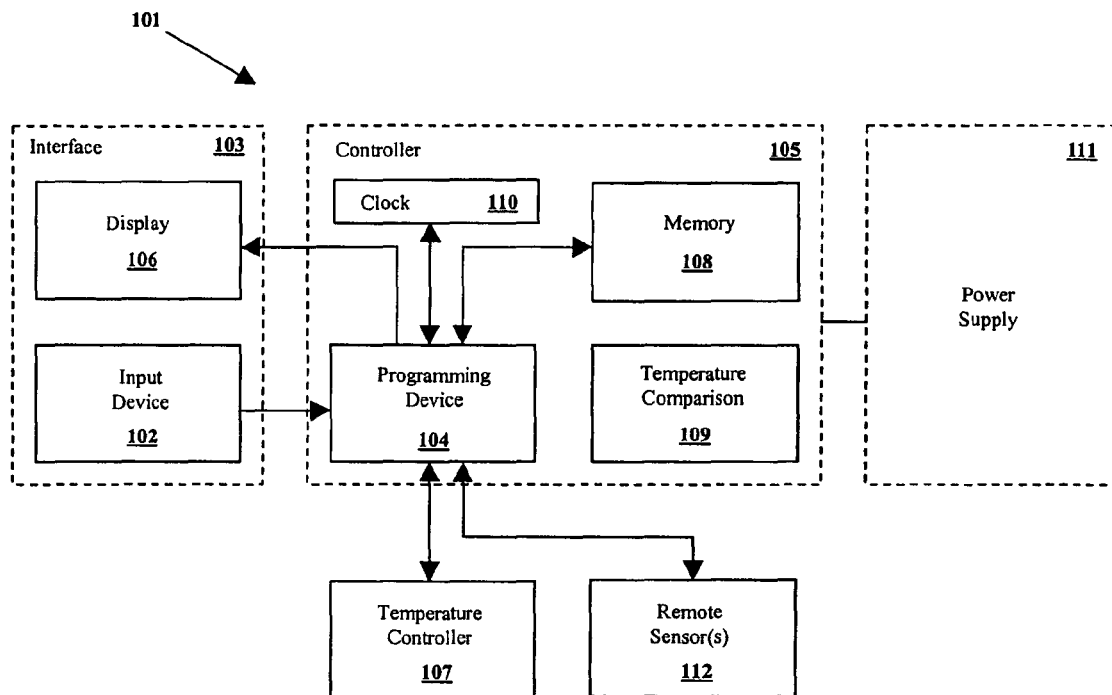 101
Interface 103
Display
106
Input
Device
102
Controller 105
Clock 110
Memory
108
Programming
Device
104
Temperature
Comparison
109
111
Power
Supply
Temperature
Controller
107
Remote
Sensor(s)
112